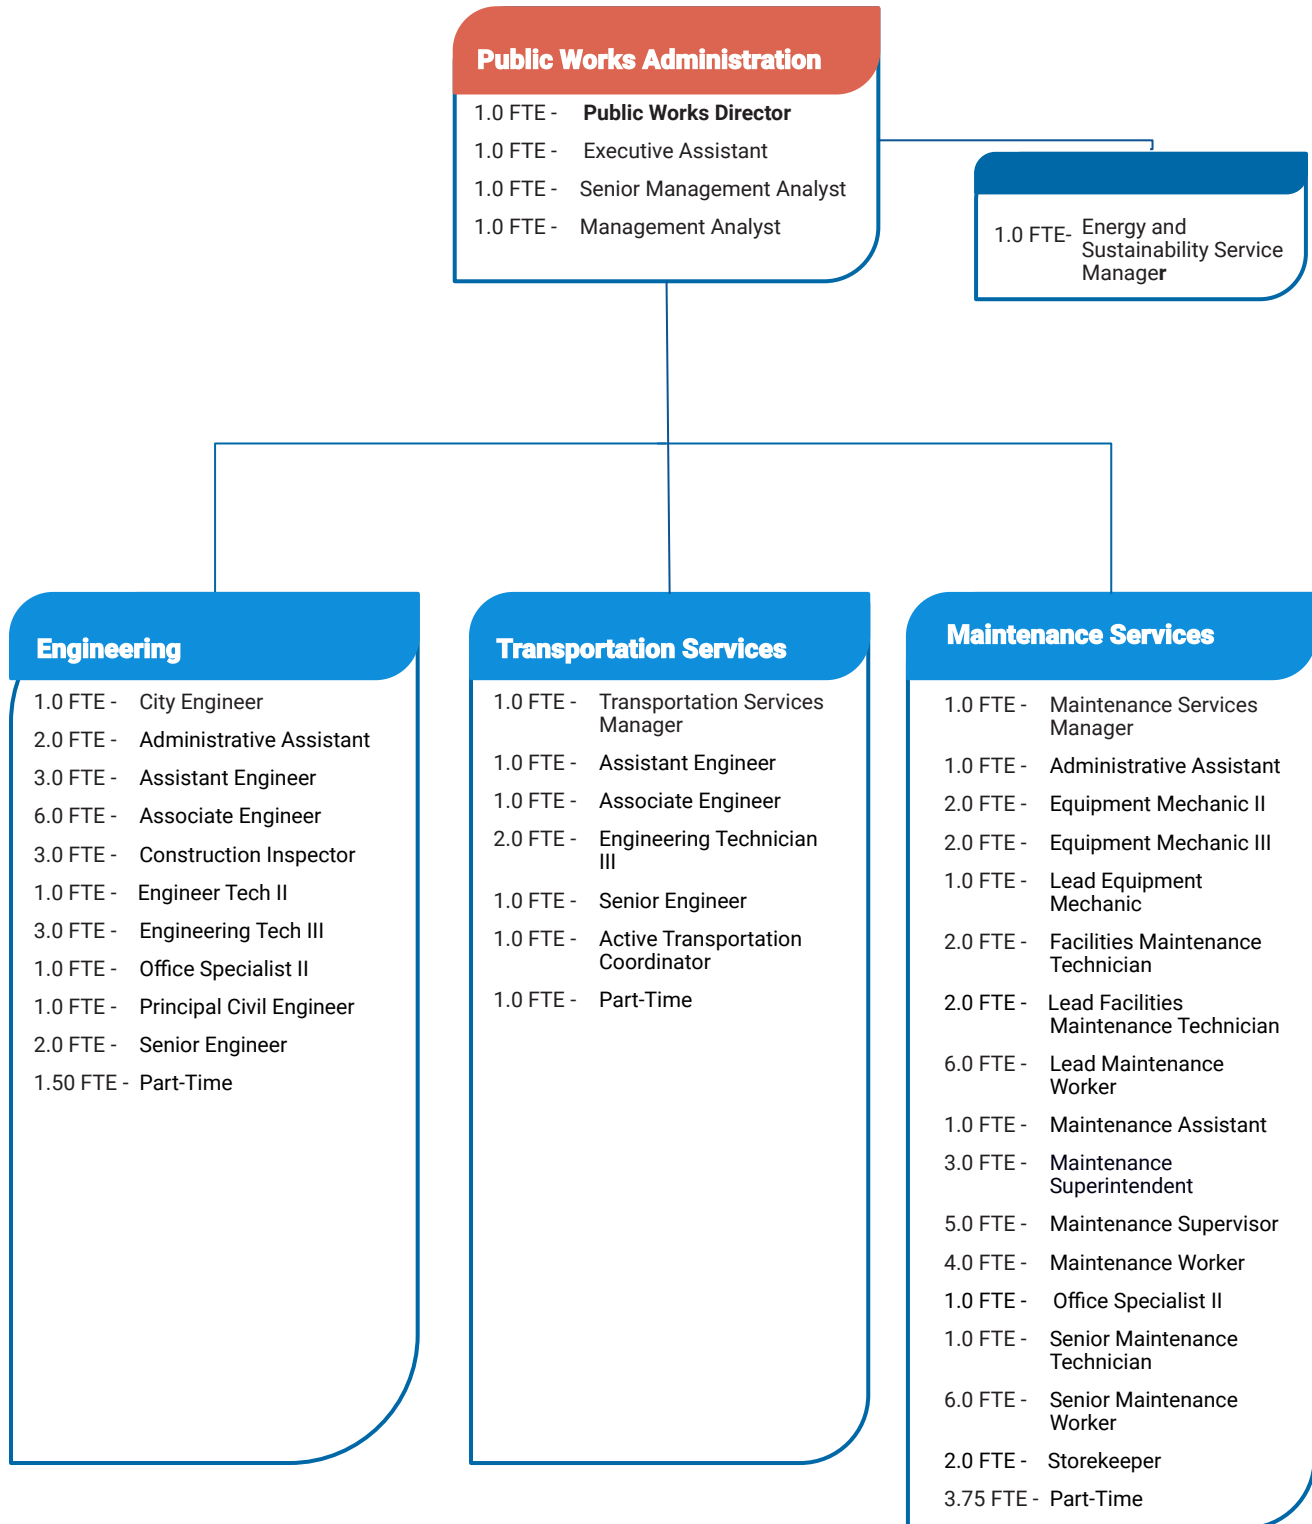 Public Works Administration
1.0 FTE - Public Works Director
1.0 FTE - Executive Assistant
1.0 FTE - Senior Management Analyst
1.0 FTE - Management Analyst
1.0 FTE- Energy and
Sustainability Service
Manager
Engineering
1.0 FTE - City Engineer
2.0 FTE - Administrative Assistant
3.0 FTE - Assistant Engineer
6.0 FTE - Associate Engineer
3.0 FTE - Construction Inspector
1.0 FTE - Engineer Tech II
3.0 FTE - Engineering Tech III
1.0 FTE - Office Specialist II
1.0 FTE - Principal Civil Engineer
2.0 FTE - Senior Engineer
1.50 FTE - Part-Time
Transportation Services
1.0 FTE - Transportation Services
Manager
1.0 FTE - Assistant Engineer
1.0 FTE - Associate Engineer
2.0 FTE - Engineering Technician
III
1.0 FTE - Senior Engineer
1.0 FTE - Active Transportation
Coordinator
1.0 FTE - Part-Time
Maintenance Services
1.0 FTE - Maintenance Services
Manager
1.0 FTE - Administrative Assistant
2.0 FTE - Equipment Mechanic II
2.0 FTE - Equipment Mechanic III
1.0 FTE - Lead Equipment
Mechanic
2.0 FTE - Facilities Maintenance
Technician
2.0 FTE - Lead Facilities
Maintenance Technician
6.0 FTE - Lead Maintenance
Worker
1.0 FTE - Maintenance Assistant
3.0 FTE - Maintenance
Superintendent
5.0 FTE - Maintenance Supervisor
4.0 FTE - Maintenance Worker
1.0 FTE - Office Specialist II
1.0 FTE - Senior Maintenance
Technician
6.0 FTE - Senior Maintenance
Worker
2.0 FTE - Storekeeper
3.75 FTE - Part-Time